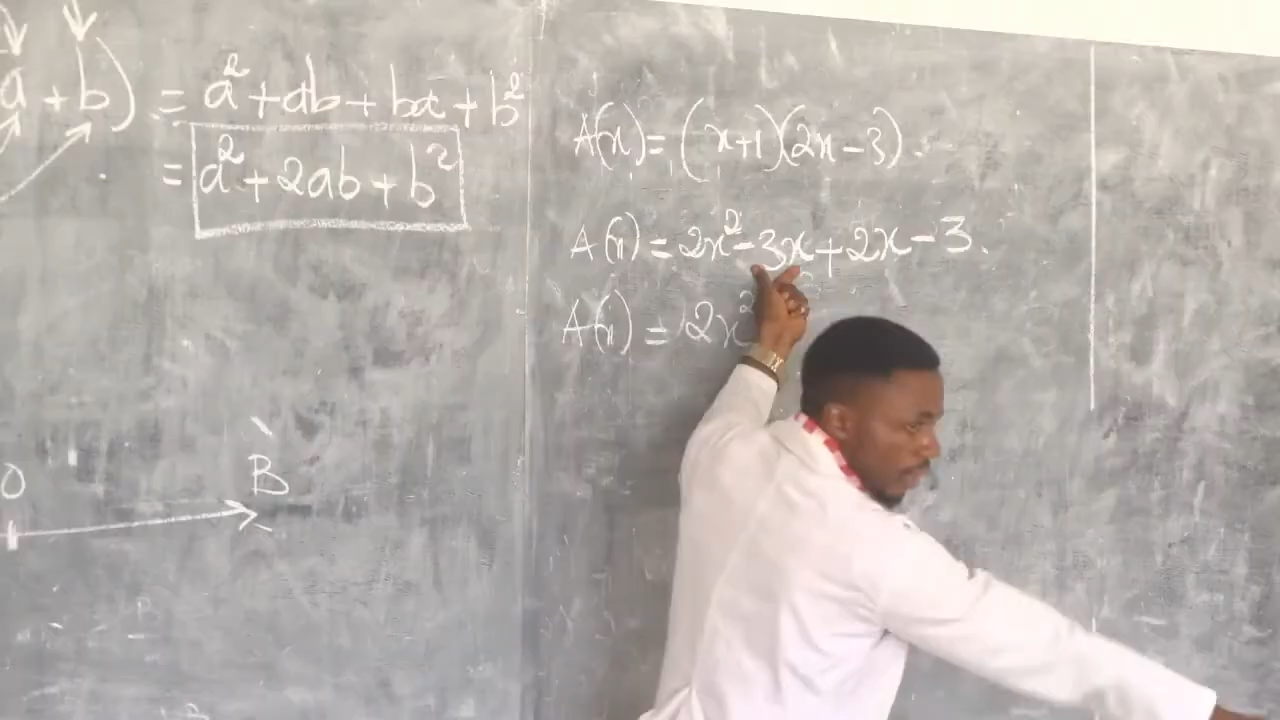 a + b) = a² + ab + ba + b²
= a² + 2ab + b²
A(x) = (x+1)(2x-3).
A(x) = 2x² - 3x + 2x - 3.
A(x) = 2x²
O
B